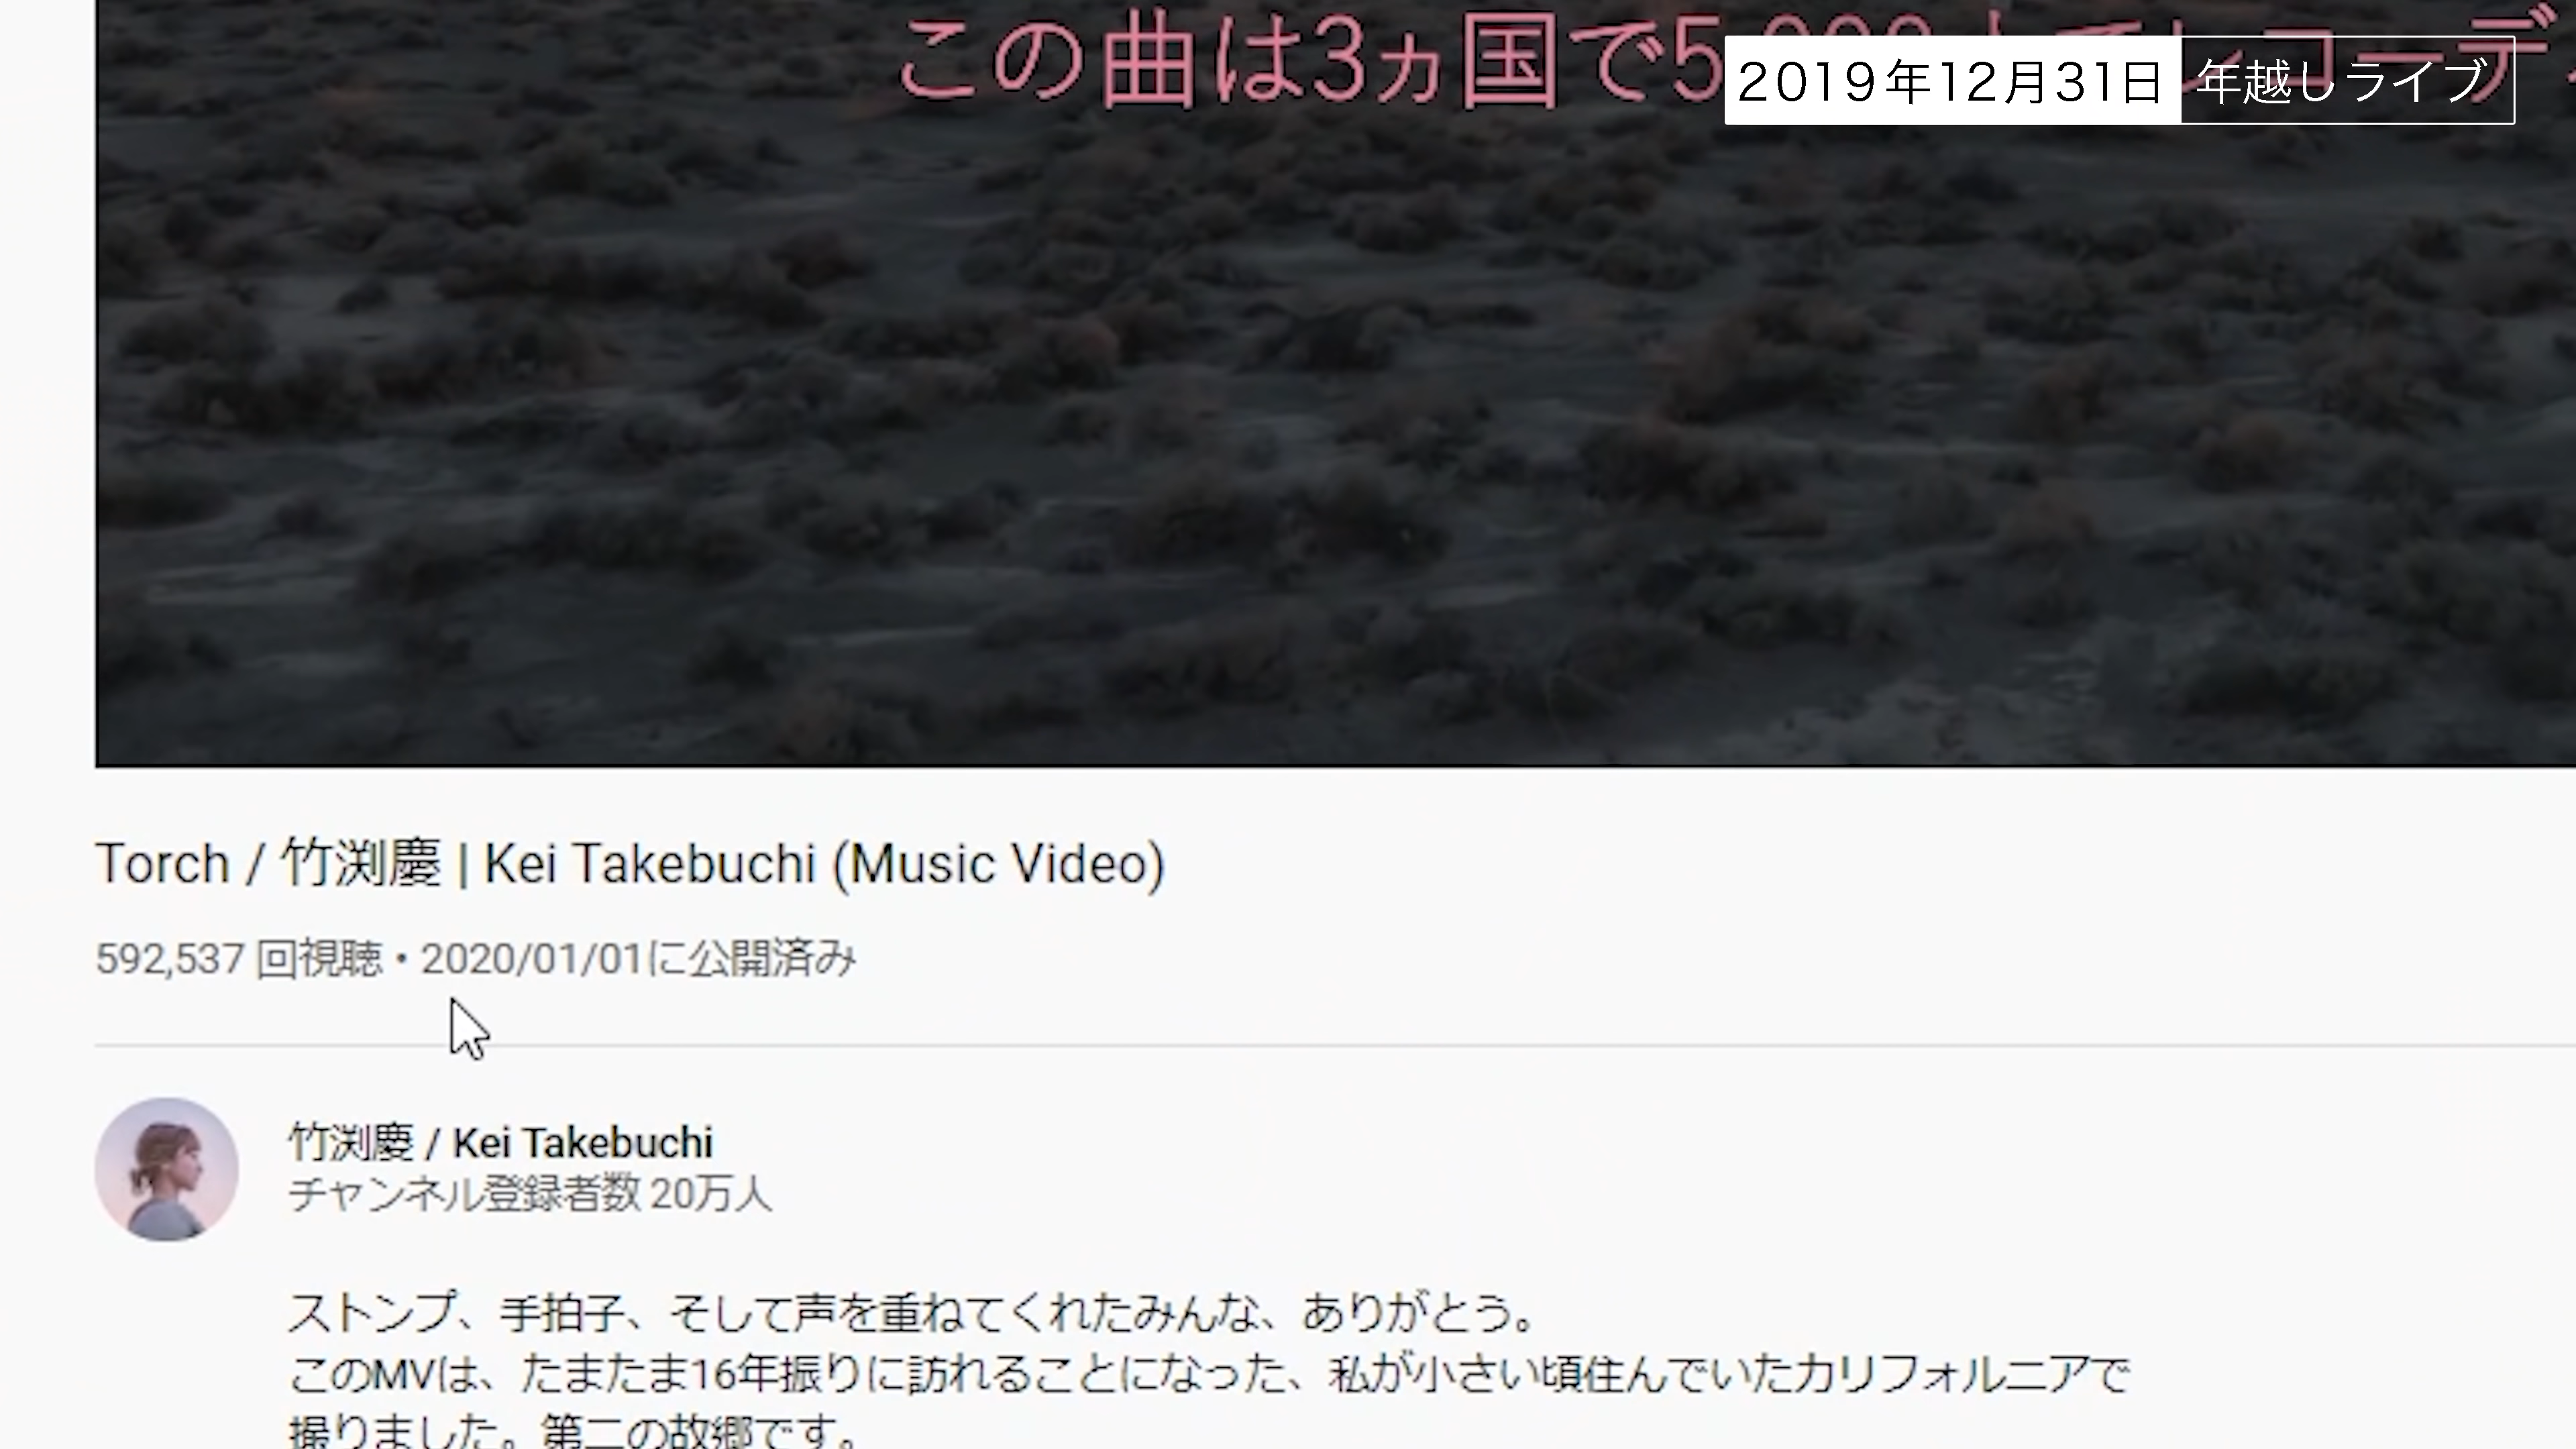 この曲は3ヵ国で5
2019年12月31日 年越しライブ
Torch / 竹渕慶 | Kei Takebuchi (Music Video)
592,537 回視聴・2020/01/01に公開済み
竹渕慶 / Kei Takebuchi
チャンネル登録者数 20万人
ストンプ、手拍子、そして声を重ねてくれたみんな、ありがとう。
このMVは、たまたま16年振りに訪れることになった、私が小さい頃住んでいたカリフォルニアで
撮りました。第二の故郷です。